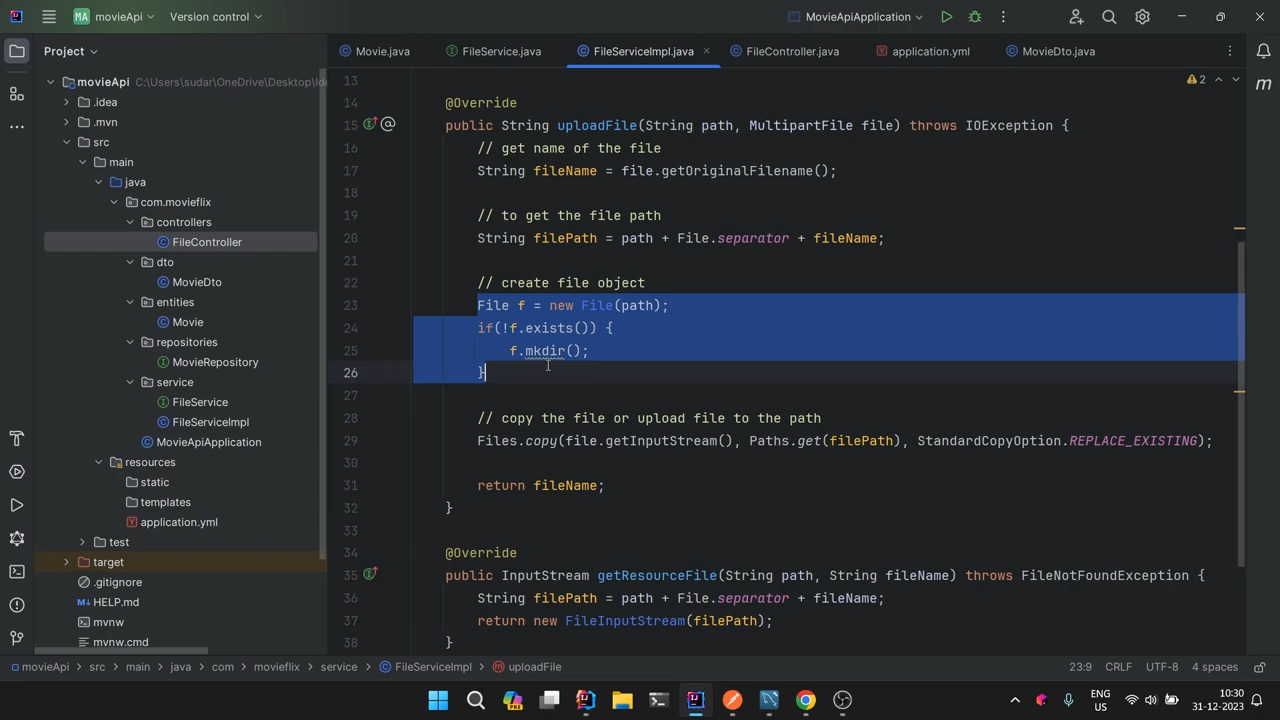 MA movieApi Version control MovieApiApplication
Project
Movie.java FileService.java FileServiceImpl.java FileController.java application.yml MovieDto.java
movieApi C:\Users\sudar\OneDrive\Desktop\Ide
.idea
.mvn
src
main
java
com.movieflix
controllers
FileController
dto
MovieDto
entities
Movie
repositories
MovieRepository
service
FileService
FileServiceImpl
MovieApiApplication
resources
static
templates
application.yml
test
target
.gitignore
HELP.md
mvnw
mvnw.cmd
13
14 @Override
15 public String uploadFile(String path, MultipartFile file) throws IOException {
16 // get name of the file
17 String fileName = file.getOriginalFilename();
18
19 // to get the file path
20 String filePath = path + File.separator + fileName;
21
22 // create file object
23 File f = new File(path);
24 if(!f.exists()) {
25 f.mkdir();
26 }
27
28 // copy the file or upload file to the path
29 Files.copy(file.getInputStream(), Paths.get(filePath), StandardCopyOption.REPLACE_EXISTING);
30
31 return fileName;
32 }
33
34 @Override
35 public InputStream getResourceFile(String path, String fileName) throws FileNotFoundException {
36 String filePath = path + File.separator + fileName;
37 return new FileInputStream(filePath);
38 }
2
m
movieApi src main java com movieflix service FileServiceImpl uploadFile 23:9 CRLF UTF-8 4 spaces
ENG
US
10:30
31-12-2023